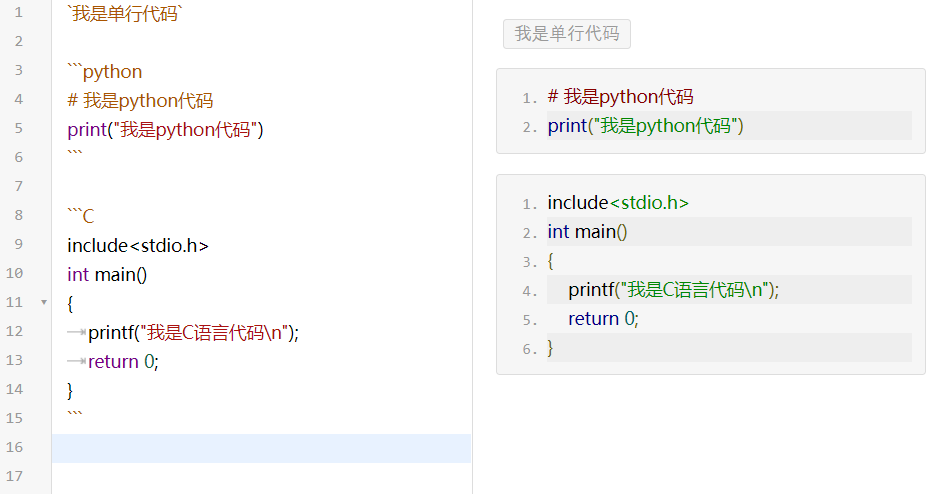 1 `我是单行代码`
2
3 ```python
4 # 我是python代码
5 print("我是python代码")
6 ```
7
8 ```C
9 include<stdio.h>
10 int main()
11 {
12 printf("我是C语言代码\n");
13 return 0;
14 }
15 ```
16
17
我是单行代码
1. # 我是python代码
2. print("我是python代码")
1. include<stdio.h>
2. int main()
3. {
4. printf("我是C语言代码\n");
5. return 0;
6. }